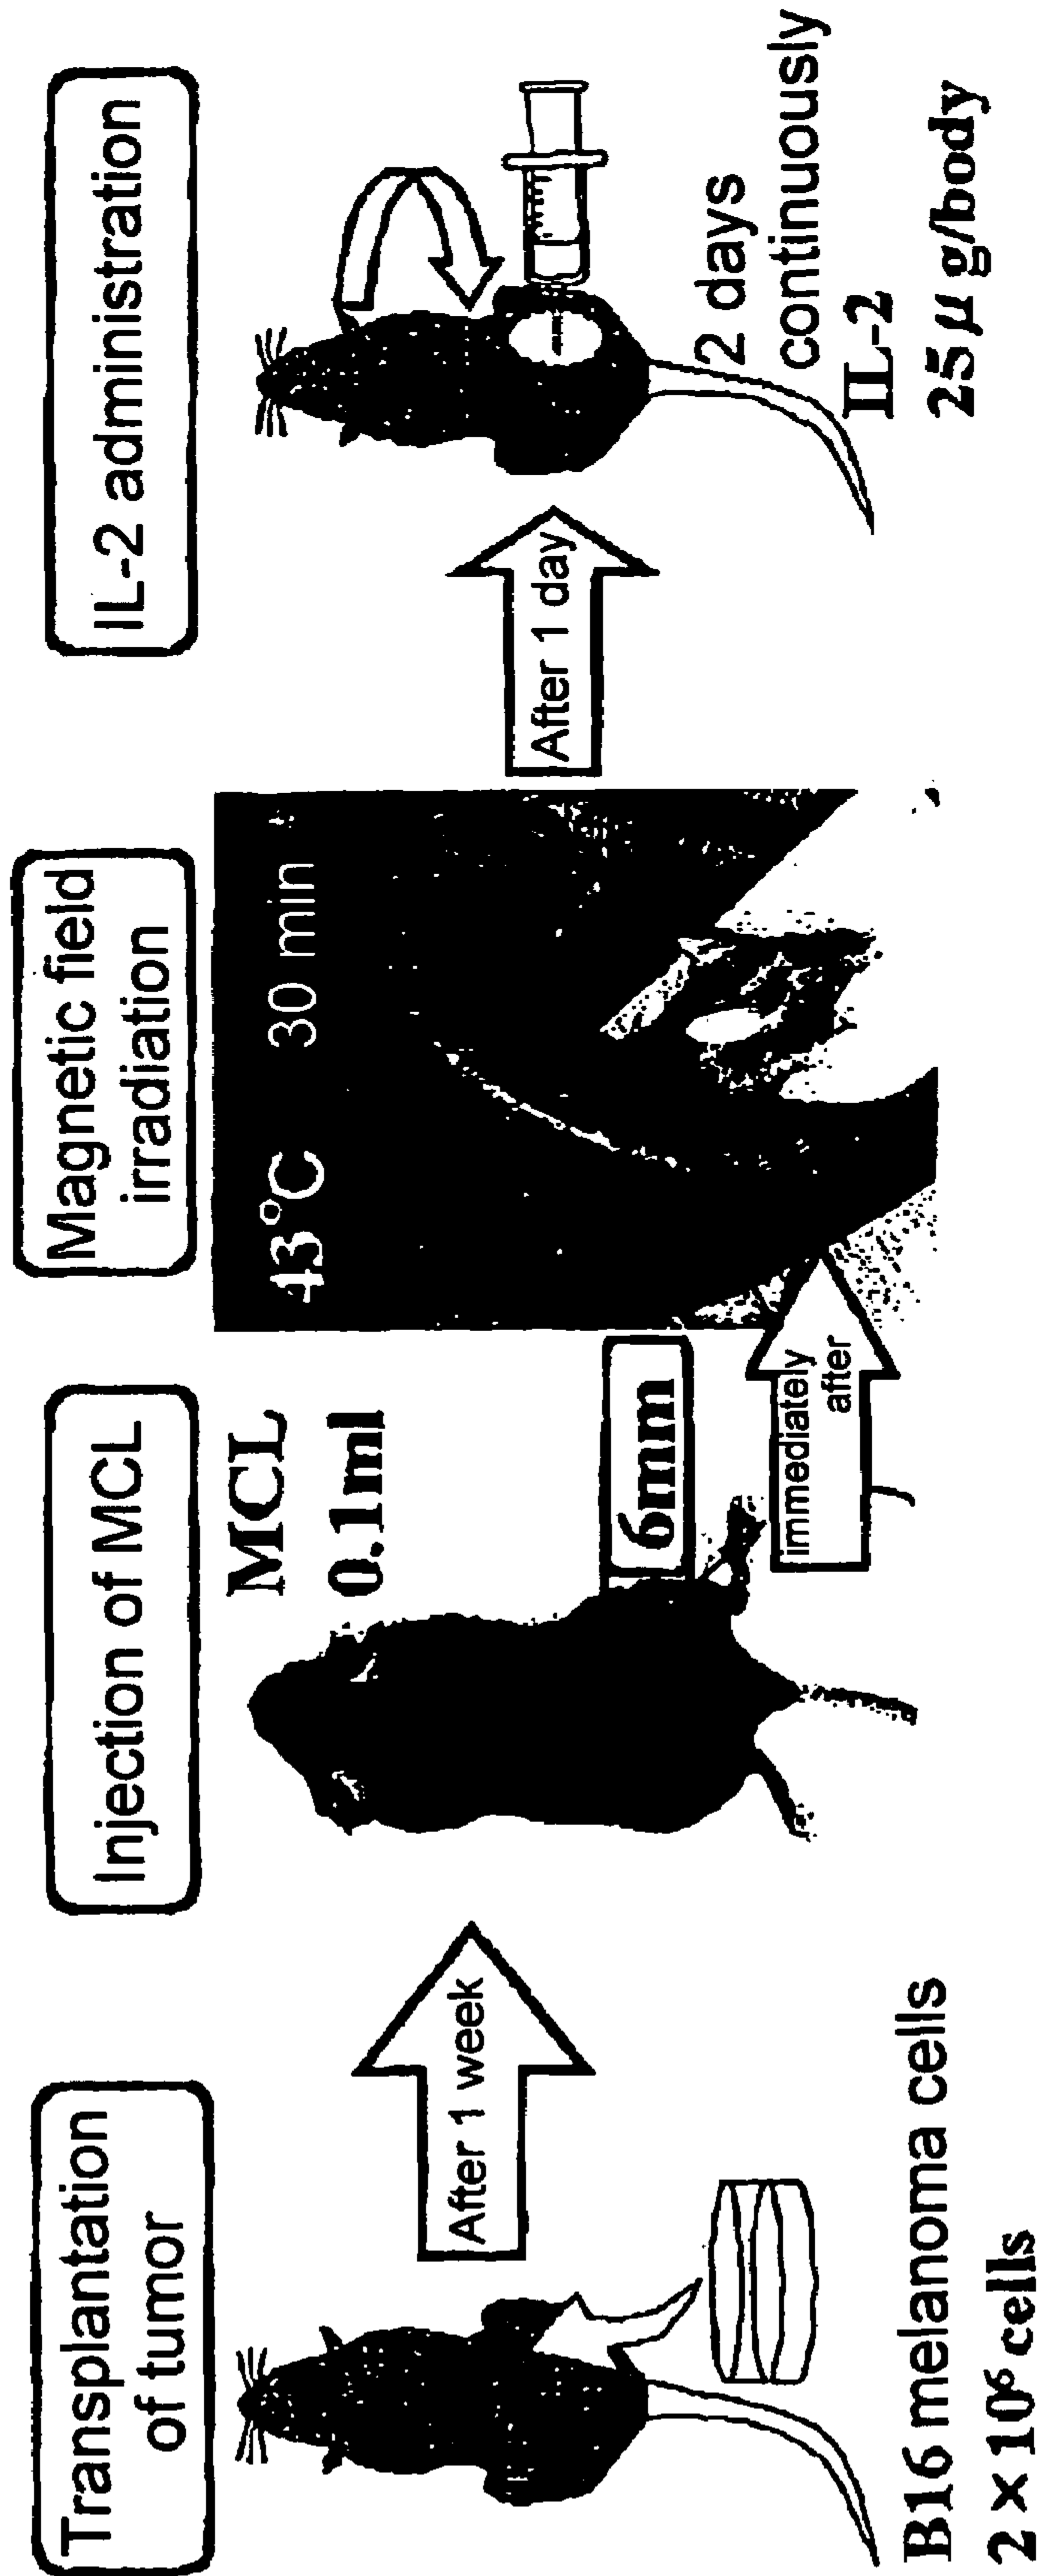 Transplantation
of tumor
B16 melanoma cells
2 × 10⁶ cells
After 1 week
Injection of MCL
MCL
0.1ml
6mm
immediately
after
Magnetic field
irradiation
43°C 30 min
After 1 day
IL-2 administration
2 days
continuously
IL-2
25 μ g/body